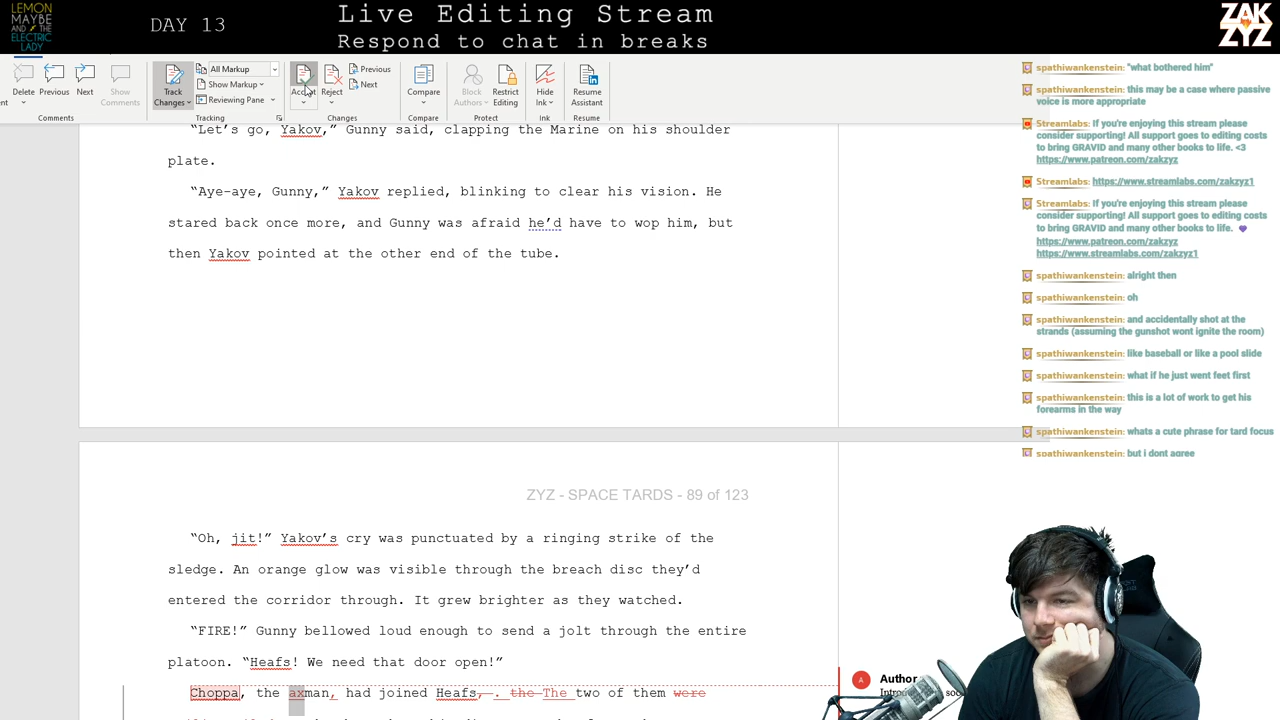 LEMON
MAYBE
AND THE
ELECTRIC
LADY
DAY 13
Live Editing Stream
Respond to chat in breaks
ZAK
ZYZ
Delete
Previous
Next
Show
Comments
Comments
Track
Changes
All Markup
Show Markup
Reviewing Pane
Tracking
Accept
Reject
Previous
Next
Changes
Compare
Compare
Block
Authors
Restrict
Editing
Protect
Hide
Ink
Ink
Resume
Assistant
Resume
“Let’s go, Yakov,” Gunny said, clapping the Marine on his shoulder
plate.
“Aye-aye, Gunny,” Yakov replied, blinking to clear his vision. He
stared back once more, and Gunny was afraid he’d have to wop him, but
then Yakov pointed at the other end of the tube.
ZYZ - SPACE TARDS - 89 of 123
“Oh, jit!” Yakov’s cry was punctuated by a ringing strike of the
sledge. An orange glow was visible through the breach disc they’d
entered the corridor through. It grew brighter as they watched.
“FIRE!” Gunny bellowed loud enough to send a jolt through the entire
platoon. “Heafs! We need that door open!”
Choppa, the axman, had joined Heafs, . the The two of them were
A
Author
spathiwankenstein: "what bothered him"
spathiwankenstein: this may be a case where passive
voice is more appropriate
Streamlabs: If you're enjoying this stream please
consider supporting! All support goes to editing costs
to bring GRAVID and many other books to life. <3
https://www.patreon.com/zakzyz
Streamlabs: https://www.streamlabs.com/zakzyz1
Streamlabs: If you're enjoying this stream please
consider supporting! All support goes to editing costs
to bring GRAVID and many other books to life. 💜
https://www.patreon.com/zakzyz
https://www.streamlabs.com/zakzyz1
spathiwankenstein: alright then
spathiwankenstein: oh
spathiwankenstein: and accidentally shot at the
strands (assuming the gunshot wont ignite the room)
spathiwankenstein: like baseball or like a pool slide
spathiwankenstein: what if he just went feet first
spathiwankenstein: this is a lot of work to get his
forearms in the way
spathiwankenstein: whats a cute phrase for tard focus
spathiwankenstein: but i dont agree